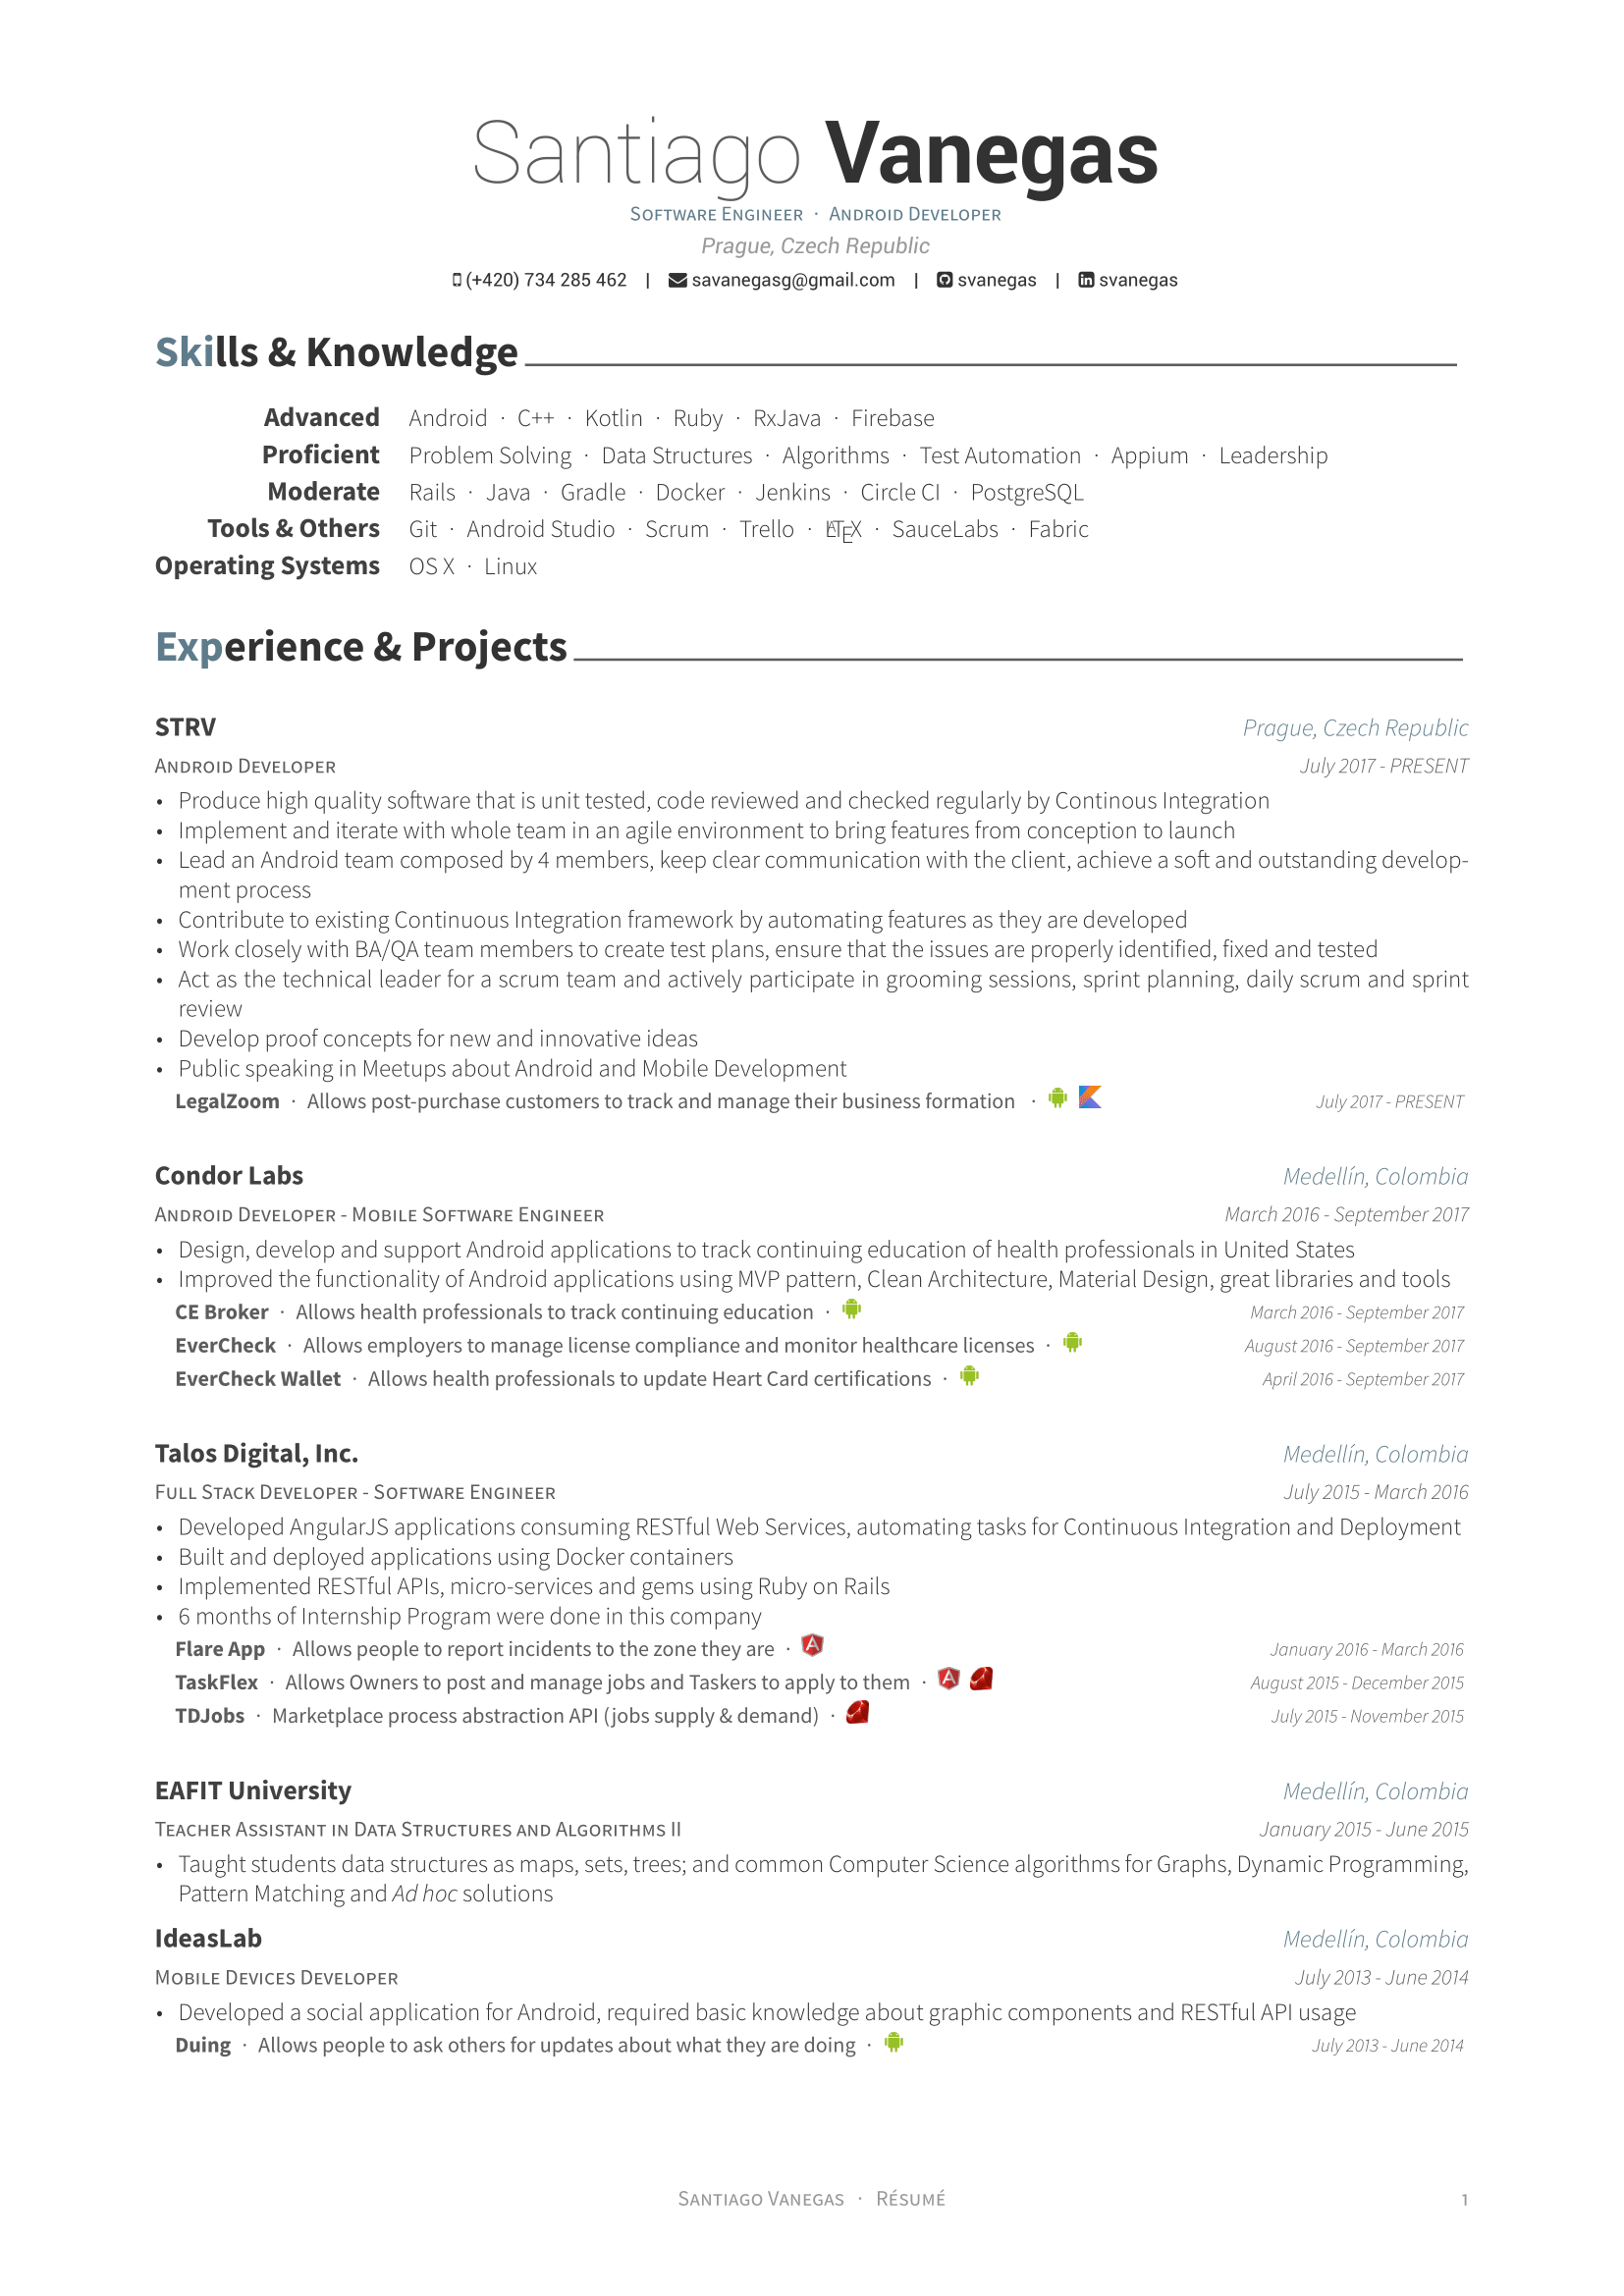 Santiago Vanegas
Software Engineer · Android Developer
Prague, Czech Republic
(+420) 734 285 462 | savanegasg@gmail.com | svanegas | svanegas
Skills & Knowledge
Advanced Android · C++ · Kotlin · Ruby · RxJava · Firebase
Proficient Problem Solving · Data Structures · Algorithms · Test Automation · Appium · Leadership
Moderate Rails · Java · Gradle · Docker · Jenkins · Circle CI · PostgreSQL
Tools & Others Git · Android Studio · Scrum · Trello · LATEX · SauceLabs · Fabric
Operating Systems OS X · Linux
Experience & Projects
STRV Prague, Czech Republic
Android Developer July 2017 - PRESENT
• Produce high quality software that is unit tested, code reviewed and checked regularly by Continous Integration
• Implement and iterate with whole team in an agile environment to bring features from conception to launch
• Lead an Android team composed by 4 members, keep clear communication with the client, achieve a soft and outstanding develop-
ment process
• Contribute to existing Continuous Integration framework by automating features as they are developed
• Work closely with BA/QA team members to create test plans, ensure that the issues are properly identified, fixed and tested
• Act as the technical leader for a scrum team and actively participate in grooming sessions, sprint planning, daily scrum and sprint
review
• Develop proof concepts for new and innovative ideas
• Public speaking in Meetups about Android and Mobile Development
LegalZoom · Allows post-purchase customers to track and manage their business formation · July 2017 - PRESENT
Condor Labs Medellín, Colombia
Android Developer - Mobile Software Engineer March 2016 - September 2017
• Design, develop and support Android applications to track continuing education of health professionals in United States
• Improved the functionality of Android applications using MVP pattern, Clean Architecture, Material Design, great libraries and tools
CE Broker · Allows health professionals to track continuing education · March 2016 - September 2017
EverCheck · Allows employers to manage license compliance and monitor healthcare licenses · August 2016 - September 2017
EverCheck Wallet · Allows health professionals to update Heart Card certifications · April 2016 - September 2017
Talos Digital, Inc. Medellín, Colombia
Full Stack Developer - Software Engineer July 2015 - March 2016
• Developed AngularJS applications consuming RESTful Web Services, automating tasks for Continuous Integration and Deployment
• Built and deployed applications using Docker containers
• Implemented RESTful APIs, micro-services and gems using Ruby on Rails
• 6 months of Internship Program were done in this company
Flare App · Allows people to report incidents to the zone they are · January 2016 - March 2016
TaskFlex · Allows Owners to post and manage jobs and Taskers to apply to them · August 2015 - December 2015
TDJobs · Marketplace process abstraction API (jobs supply & demand) · July 2015 - November 2015
EAFIT University Medellín, Colombia
Teacher Assistant in Data Structures and Algorithms II January 2015 - June 2015
• Taught students data structures as maps, sets, trees; and common Computer Science algorithms for Graphs, Dynamic Programming,
Pattern Matching and Ad hoc solutions
IdeasLab Medellín, Colombia
Mobile Devices Developer July 2013 - June 2014
• Developed a social application for Android, required basic knowledge about graphic components and RESTful API usage
Duing · Allows people to ask others for updates about what they are doing · July 2013 - June 2014
Santiago Vanegas · Résumé 1